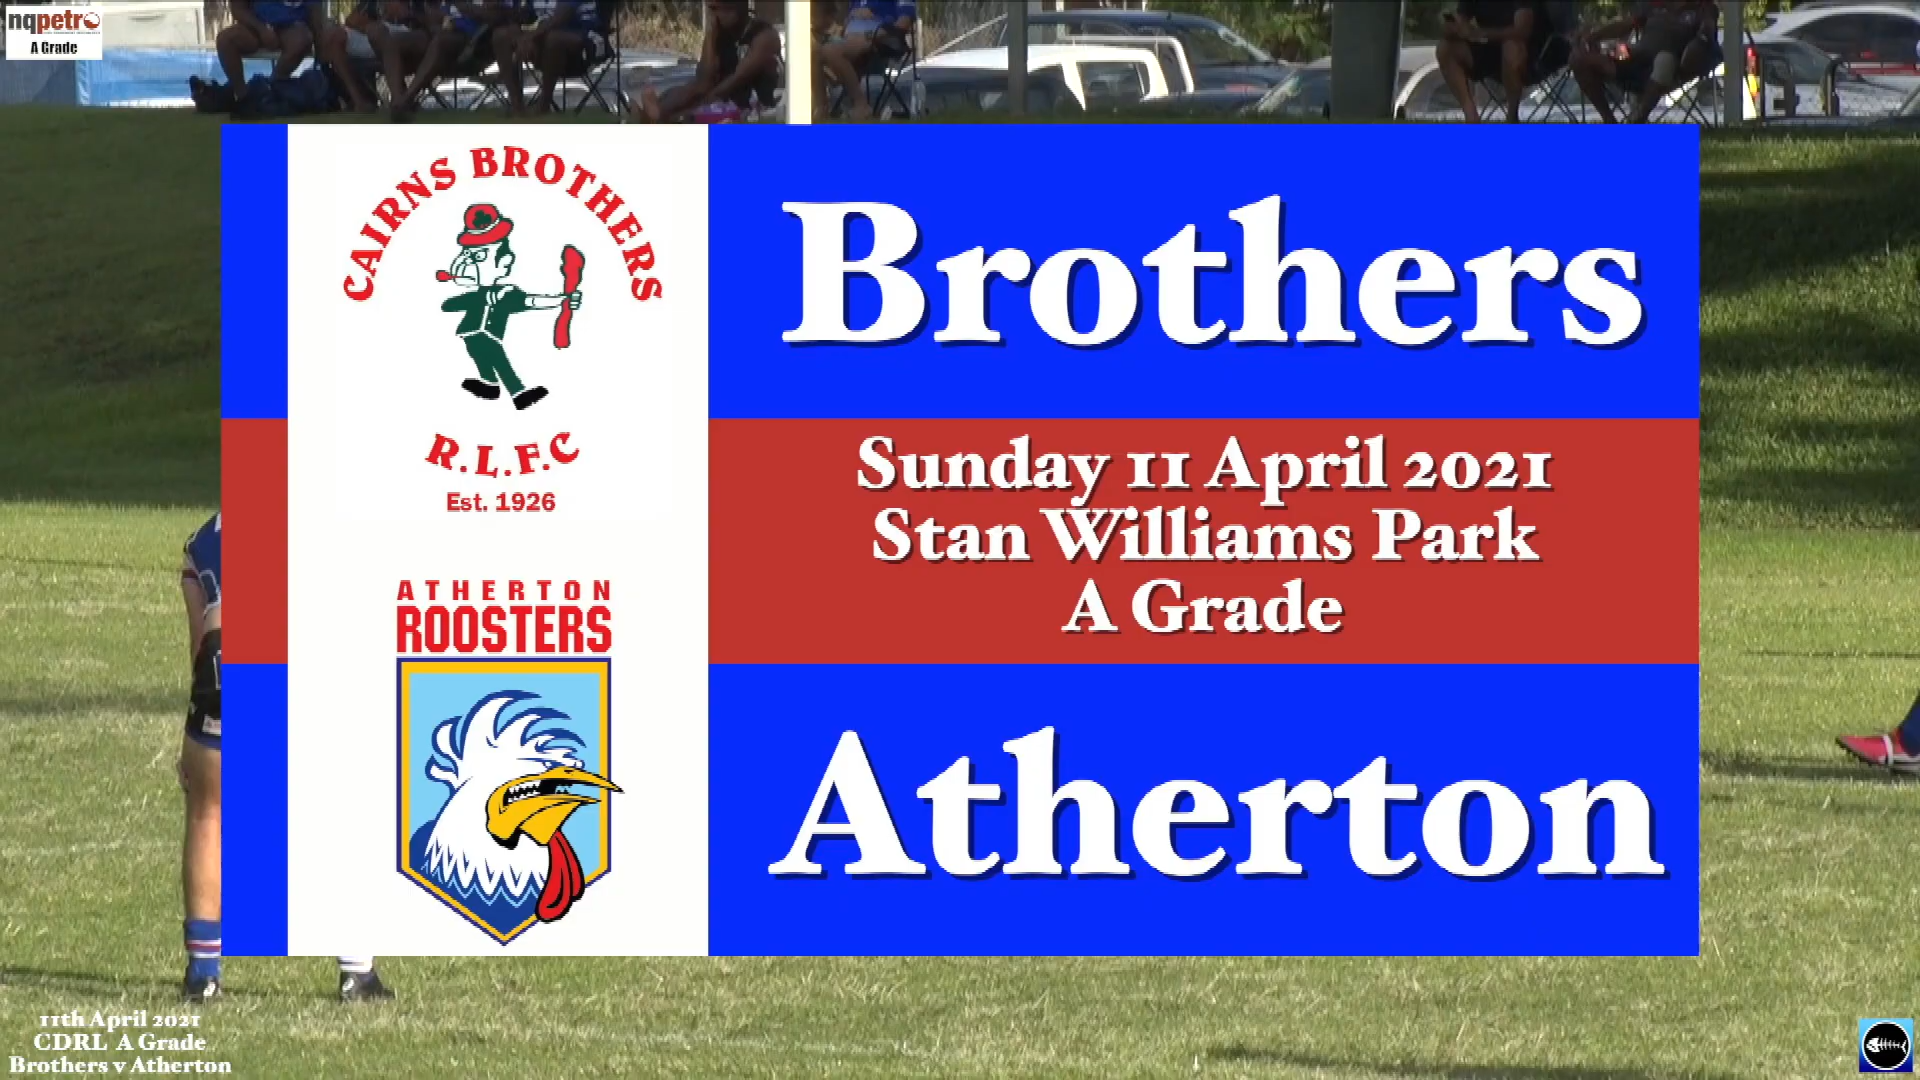 nqpetro
A Grade
CAIRNS BROTHERS
R.L.F.C
Est. 1926
Brothers
Sunday 11 April 2021
Stan Williams Park
A Grade
ATHERTON
ROOSTERS
Atherton
11th April 2021
CDRL A Grade
Brothers v Atherton